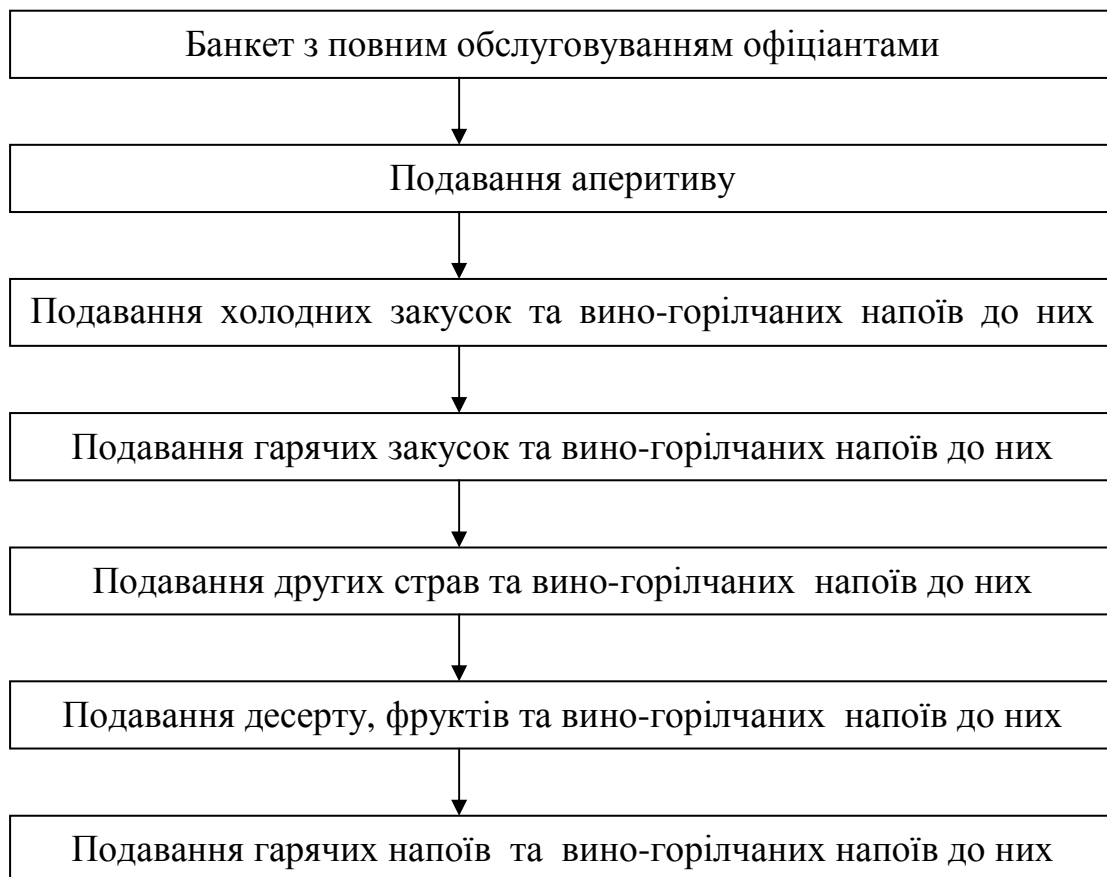 Банкет з повним обслуговуванням офіціантами
Подавання аперитиву
Подавання холодних закусок та вино-горілчаних напоїв до них
Подавання гарячих закусок та вино-горілчаних напоїв до них
Подавання других страв та вино-горілчаних напоїв до них
Подавання десерту, фруктів та вино-горілчаних напоїв до них
Подавання гарячих напоїв та вино-горілчаних напоїв до них